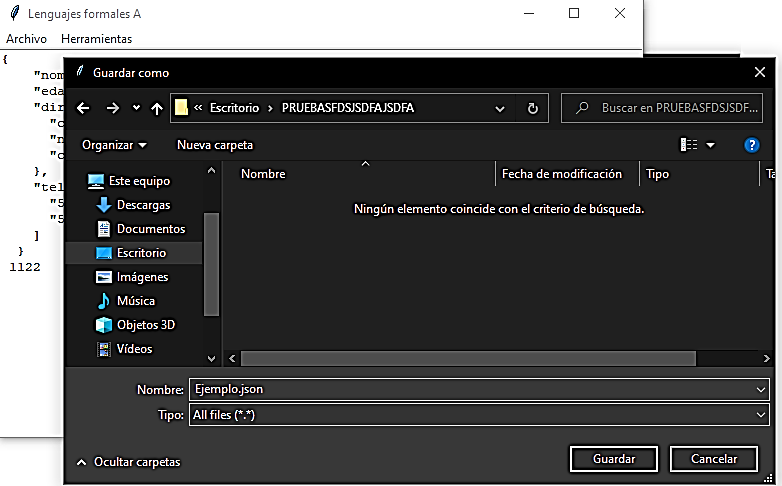 Lenguajes formales A
Archivo Herramientas
{
"nom
"eda
"dir
"c
"n
"c
},
"tel
"5
"5
]
}
1122
Guardar como
« Escritorio › PRUEBASFDSJSDFAJSDFA
Buscar en PRUEBASFDSJSDF...
Organizar Nueva carpeta
Este equipo
Descargas
Documentos
Escritorio
Imágenes
Música
Objetos 3D
Vídeos
Nombre Fecha de modificación Tipo Ta
Ningún elemento coincide con el criterio de búsqueda.
Nombre: Ejemplo.json
Tipo: All files (*.*)
Ocultar carpetas Guardar Cancelar